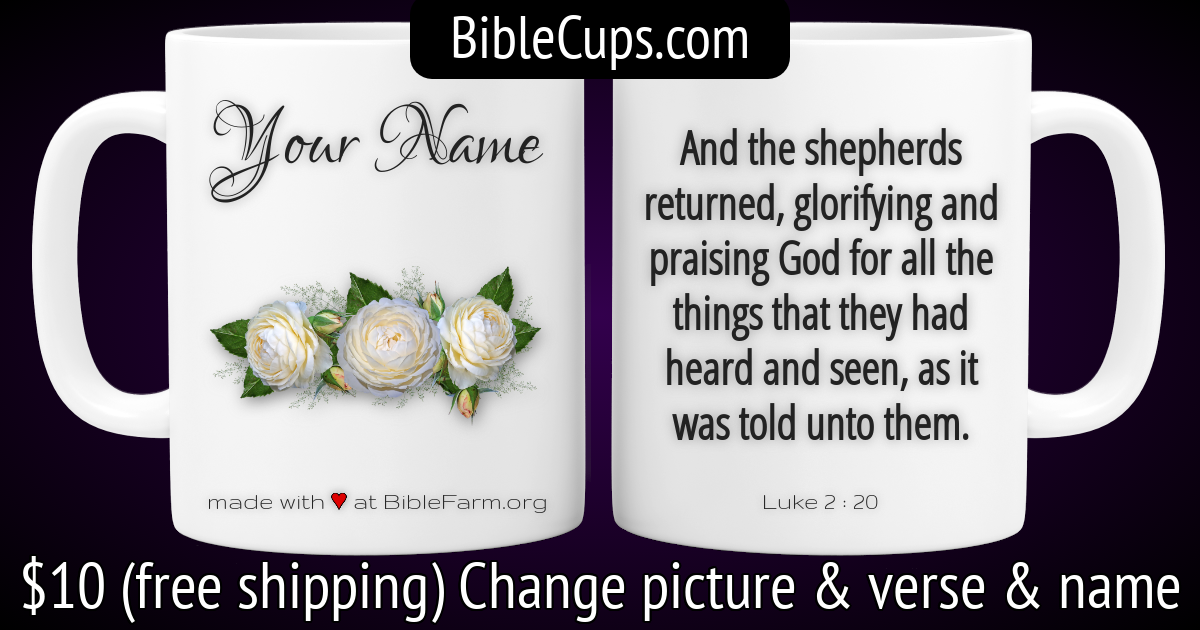 BibleCups.com
Your Name
made with ♥ at BibleFarm.org
And the shepherds
returned, glorifying and
praising God for all the
things that they had
heard and seen, as it
was told unto them.
Luke 2 : 20
$10 (free shipping) Change picture & verse & name